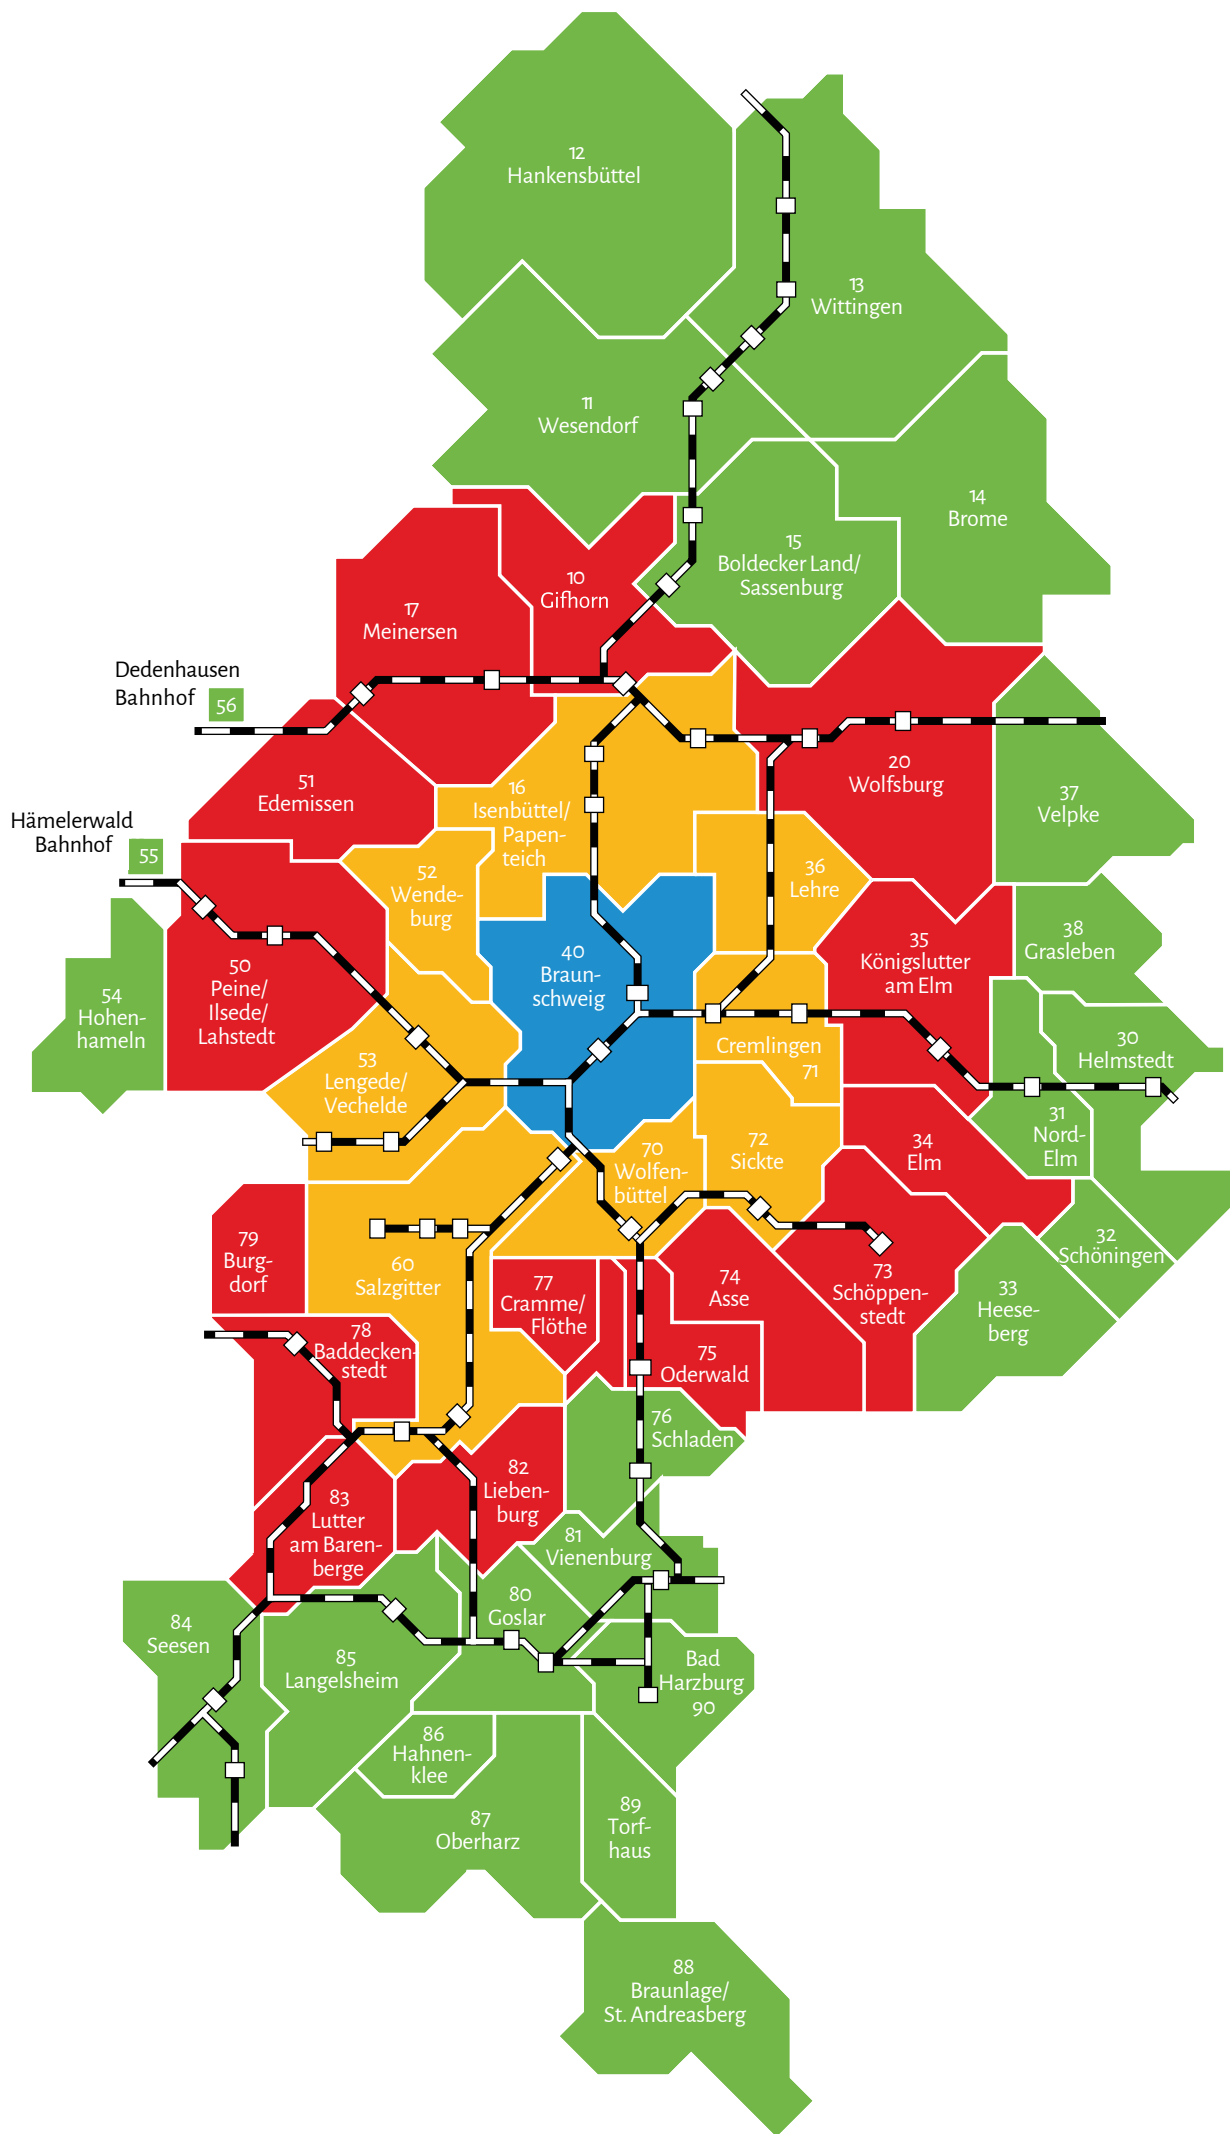 12
Hankensbüttel
13
Wittingen
11
Wesendorf
14
Brome
15
Boldecker Land/
Sassenburg
10
Gifhorn
17
Meinersen
Dedenhausen
Bahnhof
56
51
Edemissen
16
Isenbüttel/
Papen-
teich
20
Wolfsburg
37
Velpke
Hämelerwald
Bahnhof
55
52
Wende-
burg
36
Lehre
40
Braun-
schweig
35
Königslutter
am Elm
38
Grasleben
50
Peine/
Ilsede/
Lahstedt
54
Hohen-
hameln
53
Lengede/
Vechelde
Cremlingen
71
30
Helmstedt
31
Nord-
Elm
34
Elm
72
Sickte
70
Wolfen-
büttel
32
Schöningen
79
Burg-
dorf
60
Salzgitter
77
Cramme/
Flöthe
74
Asse
73
Schöppen-
stedt
33
Heese-
berg
78
Baddecken-
stedt
75
Oderwald
76
Schladen
82
Lieben-
burg
83
Lutter
am Baren-
berge
81
Vienenburg
80
Goslar
84
Seesen
85
Langelsheim
Bad
Harzburg
90
86
Hahnen-
klee
87
Oberharz
89
Torf-
haus
88
Braunlage/
St. Andreasberg